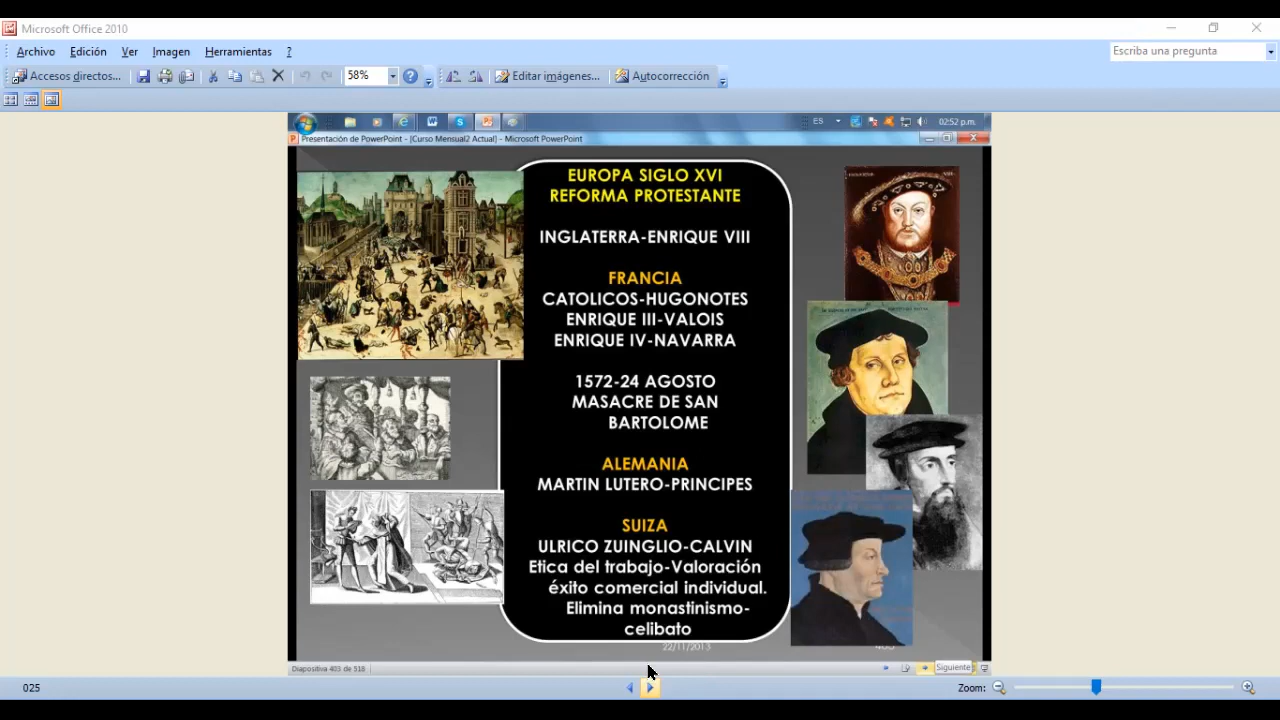 Microsoft Office 2010
Archivo Edición Ver Imagen Herramientas ?
Escriba una pregunta
Accesos directos... 58% Editar imágenes... Autocorrección
ES 02:52 p.m.
Presentación de PowerPoint - [Curso Mensual2 Actual] - Microsoft PowerPoint
EUROPA SIGLO XVI
REFORMA PROTESTANTE
INGLATERRA-ENRIQUE VIII
FRANCIA
CATOLICOS-HUGONOTES
ENRIQUE III-VALOIS
ENRIQUE IV-NAVARRA
1572-24 AGOSTO
MASACRE DE SAN
BARTOLOME
ALEMANIA
MARTIN LUTERO-PRINCIPES
SUIZA
ULRICO ZUINGLIO-CALVIN
Etica del trabajo-Valoración
éxito comercial individual.
Elimina monastinismo-
celibato
22/11/2013 403
Diapositiva 403 de 518
Siguiente
025
Zoom: